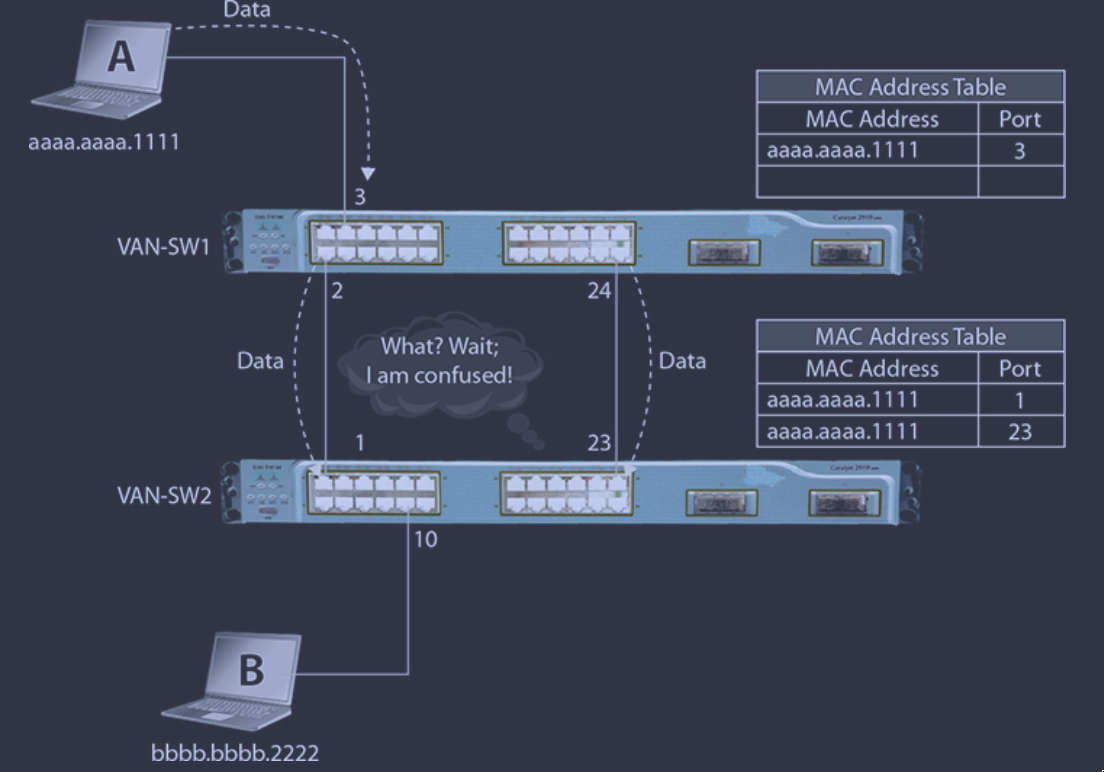 Data
A
aaaa.aaaa.1111
MAC Address Table
MAC Address Port
aaaa.aaaa.1111 3
3
VAN-SW1
2
24
Data
What? Wait;
I am confused!
Data
MAC Address Table
MAC Address Port
aaaa.aaaa.1111 1
aaaa.aaaa.1111 23
1
23
VAN-SW2
10
B
bbbb.bbbb.2222